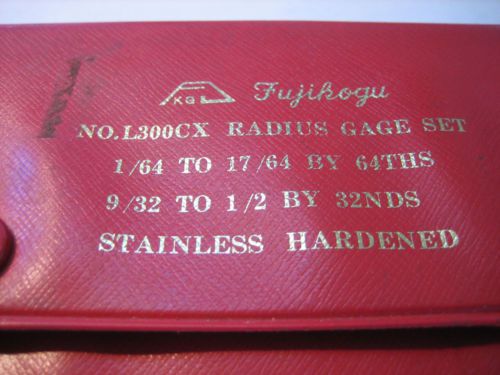 FKGL Fujikogu
NO.L300CX RADIUS GAGE SET
1/64 TO 17/64 BY 64THS
9/32 TO 1/2 BY 32NDS
STAINLESS HARDENED